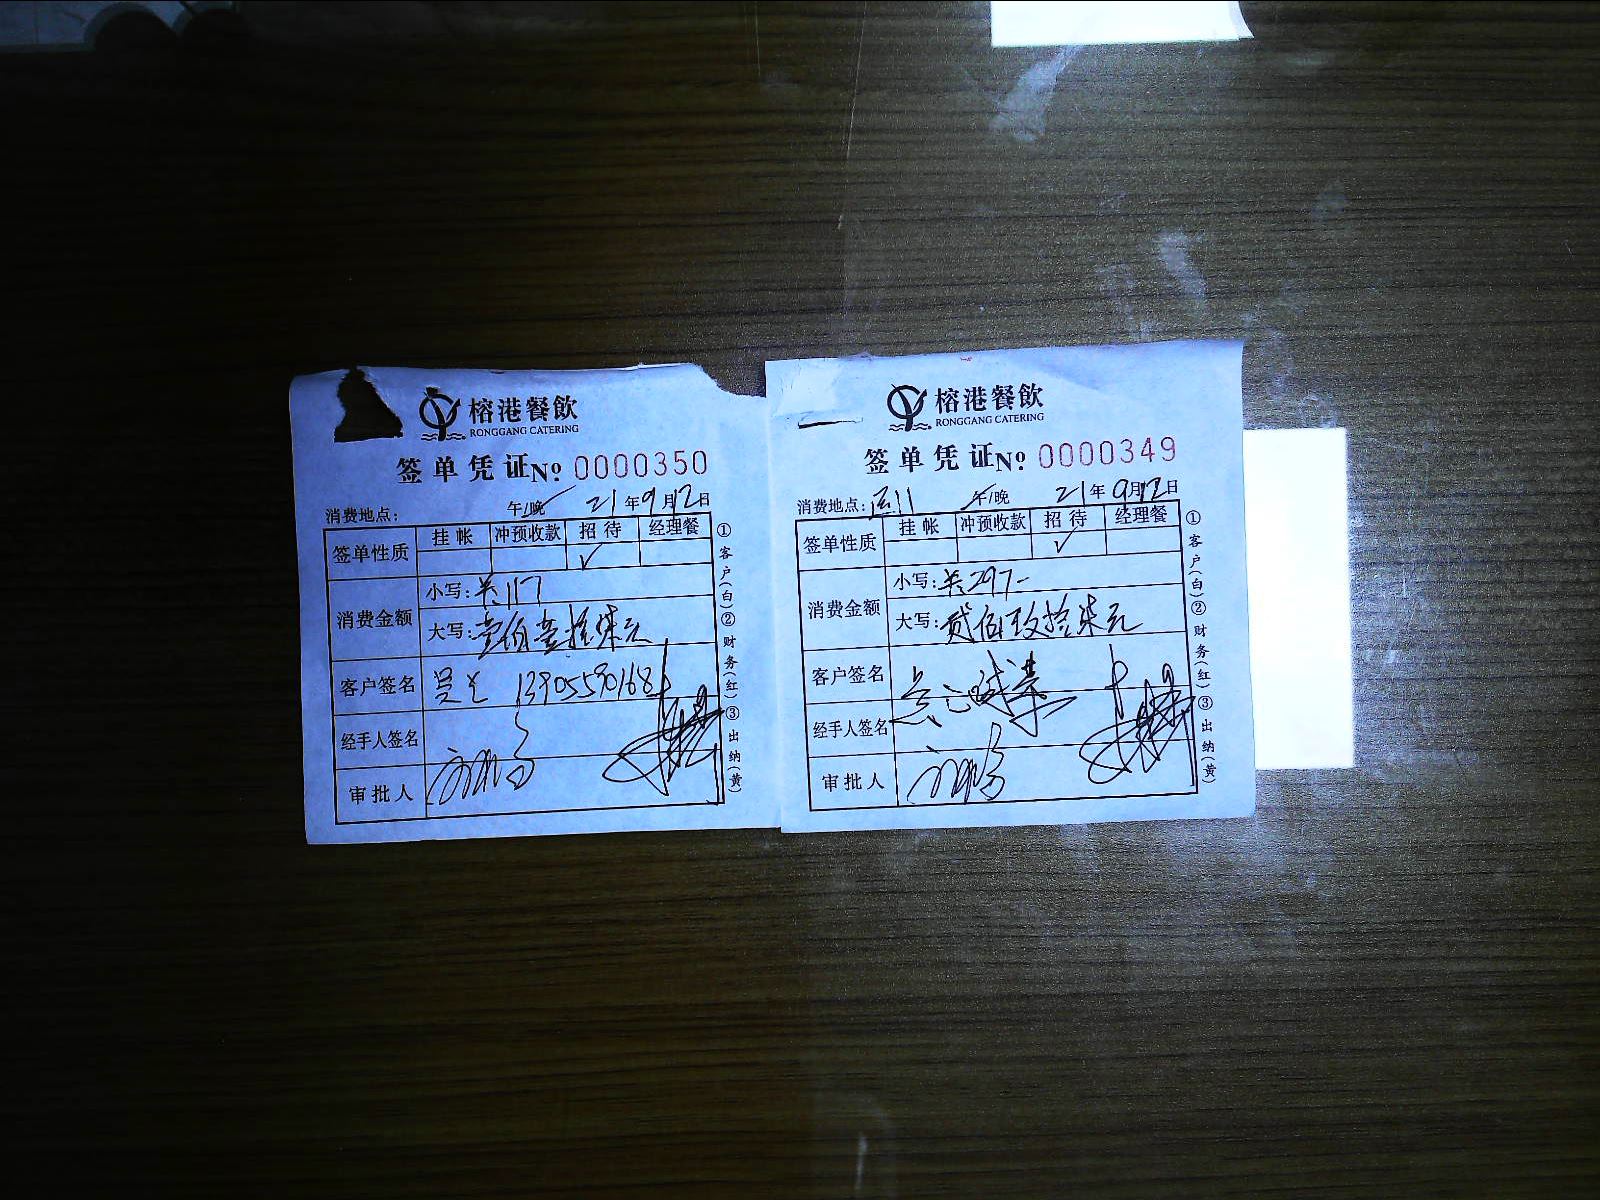 榕港餐飲
RONGGANG CATERING
签单凭证No. 0000350
消费地点: 午/晚 21年9月12日
签单性质 挂帐 冲预收款 招待 经理餐
✓
消费金额
小写: 117
大写: 壹佰壹拾柒元
客户签名 13905590168
经手人签名
审批人
①客户(白)②财务(红)③出纳(黄)
榕港餐飲
RONGGANG CATERING
签单凭证No. 0000349
消费地点: 午/晚 21年9月12日
签单性质 挂帐 冲预收款 招待 经理餐
✓
消费金额
小写: 297-
大写: 贰佰玖拾柒元
客户签名
经手人签名
审批人
①客户(白)②财务(红)③出纳(黄)